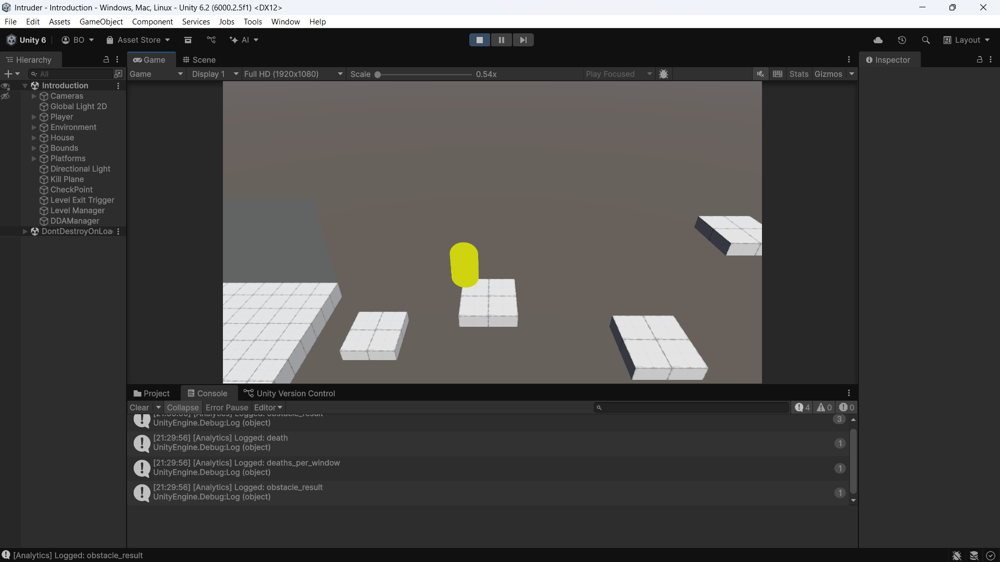 Intruder - Introduction - Windows, Mac, Linux - Unity 6.2 (6000.2.5f1) <DX12>
File Edit Assets GameObject Component Services Jobs Tools Window Help
Unity 6 BO Asset Store AI Layout
Hierarchy
All
Introduction
Cameras
Global Light 2D
Player
Environment
House
Bounds
Platforms
Directional Light
Kill Plane
CheckPoint
Level Exit Trigger
Level Manager
DDAManager
DontDestroyOnLoa
Game Scene
Game Display 1 Full HD (1920x1080) Scale 0.54x Play Focused Stats Gizmos
Inspector
Project Console Unity Version Control
Clear Collapse Error Pause Editor 4 0 0
[Analytics] Logged: obstacle_result
UnityEngine.Debug:Log (object) 3
[21:29:56] [Analytics] Logged: death
UnityEngine.Debug:Log (object) 1
[21:29:56] [Analytics] Logged: deaths_per_window
UnityEngine.Debug:Log (object) 1
[21:29:56] [Analytics] Logged: obstacle_result
UnityEngine.Debug:Log (object) 1
[Analytics] Logged: obstacle_result